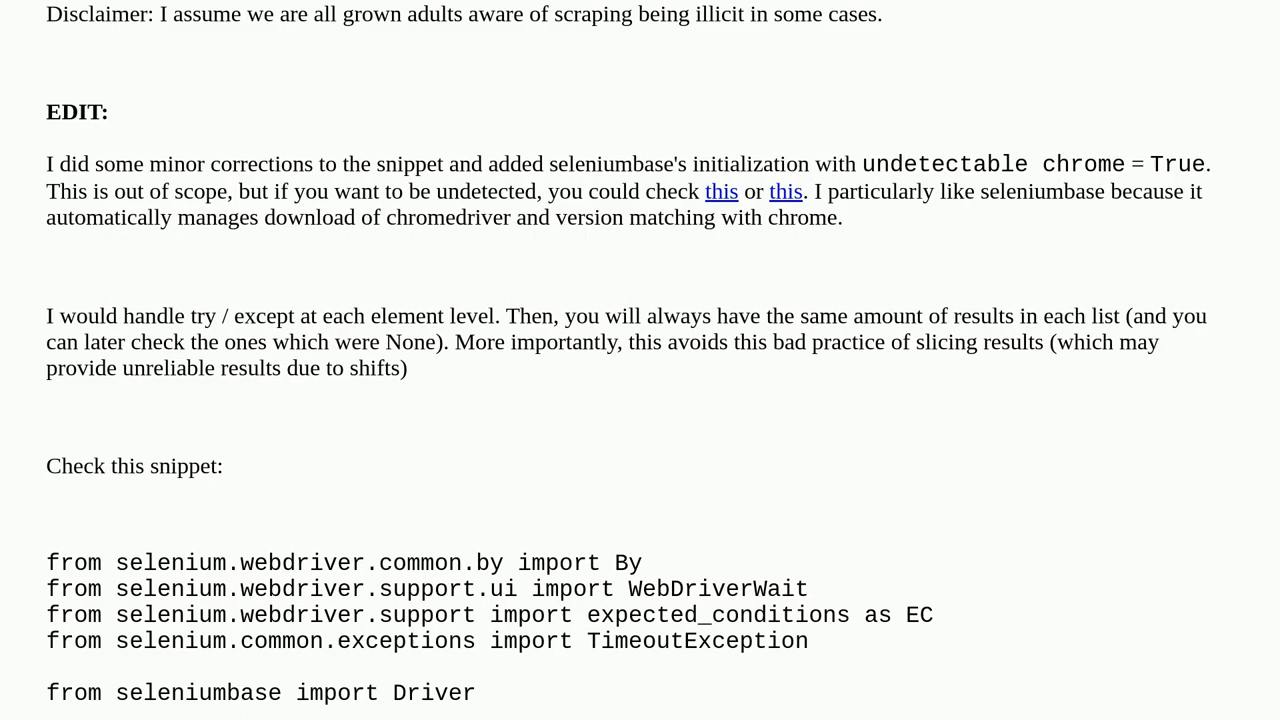 Disclaimer: I assume we are all grown adults aware of scraping being illicit in some cases.
EDIT:
I did some minor corrections to the snippet and added seleniumbase's initialization with undetectable chrome = True.
This is out of scope, but if you want to be undetected, you could check this or this. I particularly like seleniumbase because it
automatically manages download of chromedriver and version matching with chrome.
I would handle try / except at each element level. Then, you will always have the same amount of results in each list (and you
can later check the ones which were None). More importantly, this avoids this bad practice of slicing results (which may
provide unreliable results due to shifts)
Check this snippet:
from selenium.webdriver.common.by import By
from selenium.webdriver.support.ui import WebDriverWait
from selenium.webdriver.support import expected_conditions as EC
from selenium.common.exceptions import TimeoutException
from seleniumbase import Driver